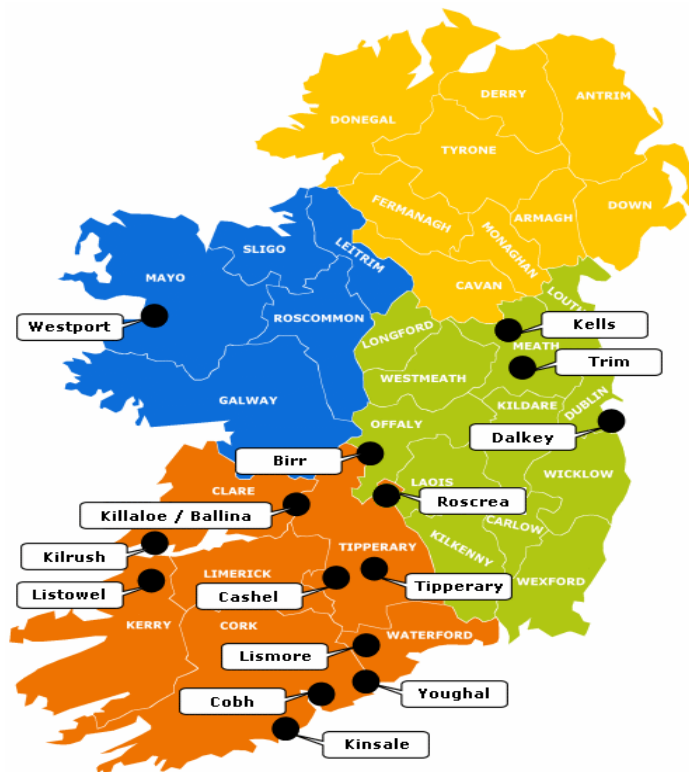 DERRY
ANTRIM
DONEGAL
TYRONE
FERMANAGH
ARMAGH
DOWN
MONAGHAN
SLIGO
LEITRIM
MAYO
CAVAN
LOUTH
Westport
ROSCOMMON
LONGFORD
Kells
MEATH
Trim
WESTMEATH
GALWAY
KILDARE
DUBLIN
OFFALY
Dalkey
Birr
WICKLOW
LAOIS
CLARE
Roscrea
Killaloe / Ballina
CARLOW
Kilrush
TIPPERARY
KILKENNY
LIMERICK
WEXFORD
Listowel
Cashel
Tipperary
KERRY
CORK
WATERFORD
Lismore
Youghal
Cobh
Kinsale